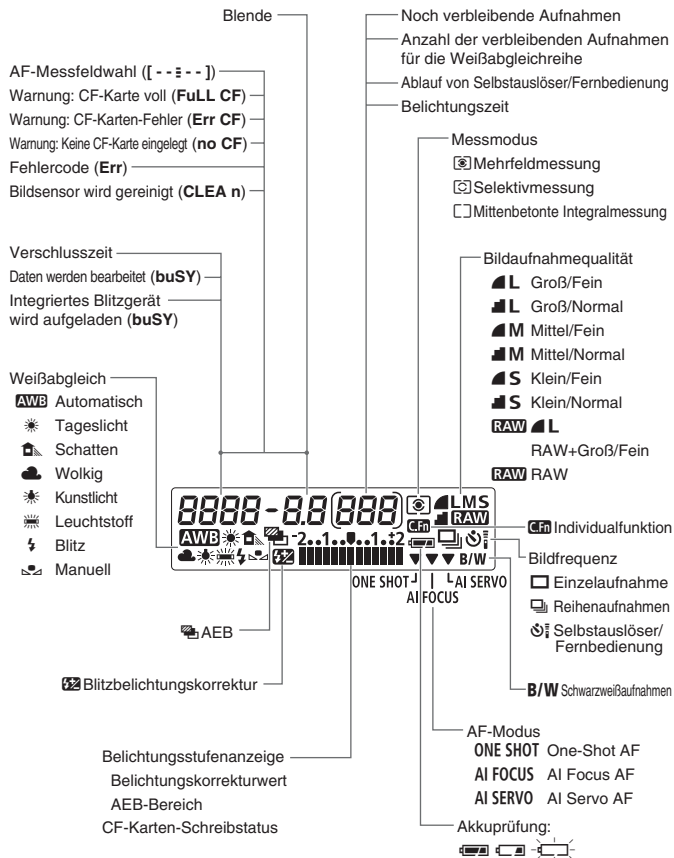 Blende
Noch verbleibende Aufnahmen
Anzahl der verbleibenden Aufnahmen
für die Weißabgleichreihe
Ablauf von Selbstauslöser/Fernbedienung
Belichtungszeit
AF-Messfeldwahl ([ - - - - ])
Warnung: CF-Karte voll (FuLL CF)
Warnung: CF-Karten-Fehler (Err CF)
Warnung: Keine CF-Karte eingelegt (no CF)
Fehlercode (Err)
Bildsensor wird gereinigt (CLEA n)
Messmodus
Mehrfeldmessung
Selektivmessung
Mittenbetonte Integralmessung
Verschlusszeit
Daten werden bearbeitet (buSY)
Integriertes Blitzgerät
wird aufgeladen (buSY)
Bildaufnahmequalität
L Groß/Fein
L Groß/Normal
M Mittel/Fein
M Mittel/Normal
S Klein/Fein
S Klein/Normal
RAW L
RAW+Groß/Fein
RAW RAW
Weißabgleich
AWB Automatisch
Tageslicht
Schatten
Wolkig
Kunstlicht
Leuchtstoff
Blitz
Manuell
8888-8.8(888) LMS
RAW
C.Fn
AWB -2..1..0..1.+2
B/W
ONE SHOT AI SERVO
AI FOCUS
C.Fn Individualfunktion
Bildfrequenz
Einzelaufnahme
Reihenaufnahmen
Selbstauslöser/
Fernbedienung
B/W Schwarzweißaufnahmen
AEB
Blitzbelichtungskorrektur
Belichtungsstufenanzeige
Belichtungskorrekturwert
AEB-Bereich
CF-Karten-Schreibstatus
AF-Modus
ONE SHOT One-Shot AF
AI FOCUS AI Focus AF
AI SERVO AI Servo AF
Akkuprüfung: